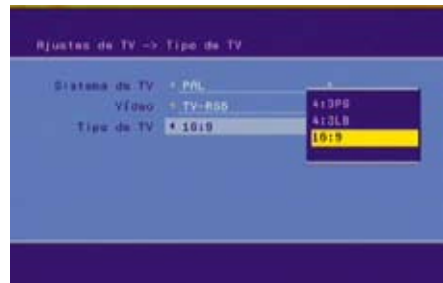 Ajustes de TV -> Tipo de TV
Sistema de TV PAL
Vídeo TV-RGB
Tipo de TV 16:9
4:3PS
4:3LB
16:9